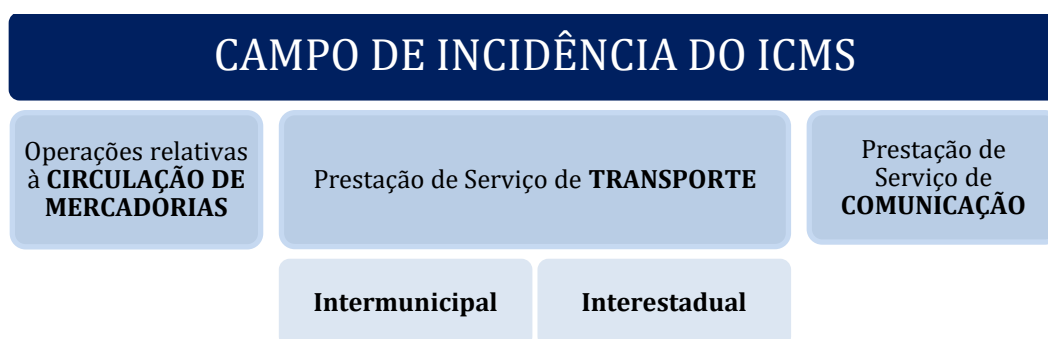 CAMPO DE INCIDÊNCIA DO ICMS
Operações relativas
à CIRCULAÇÃO DE
MERCADORIAS
Prestação de Serviço de TRANSPORTE
Prestação de
Serviço de
COMUNICAÇÃO
Intermunicipal
Interestadual